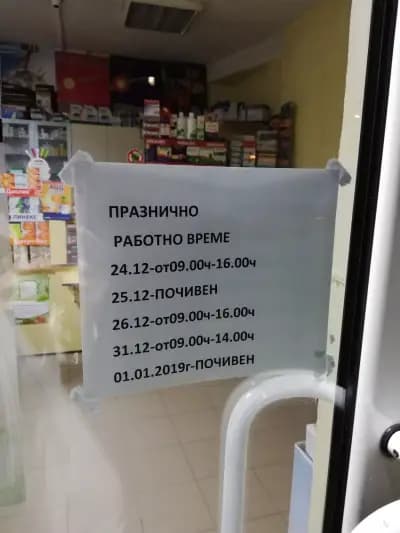 ПРАЗНИЧНО
РАБОТНО ВРЕМЕ
24.12-от09.00ч-16.00ч
25.12-ПОЧИВЕН
26.12-от09.00ч-16.00ч
31.12-от09.00ч-14.00ч
01.01.2019г-ПОЧИВЕН
ЛИНЕКС